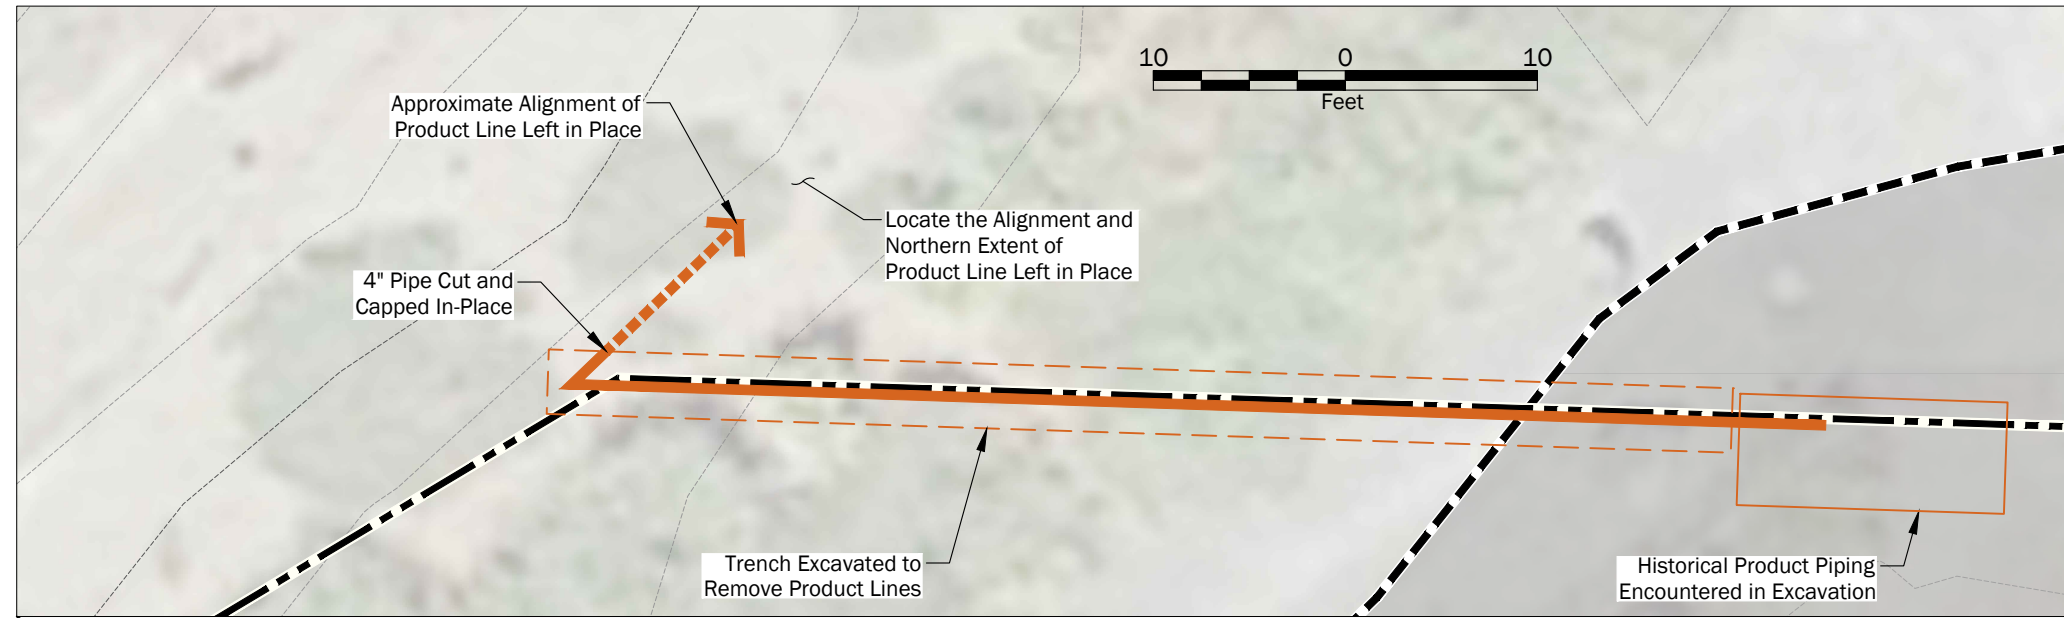 10 0 10
Feet
Approximate Alignment of
Product Line Left in Place
Locate the Alignment and
Northern Extent of
Product Line Left in Place
4" Pipe Cut and
Capped In-Place
Trench Excavated to
Remove Product Lines
Historical Product Piping
Encountered in Excavation